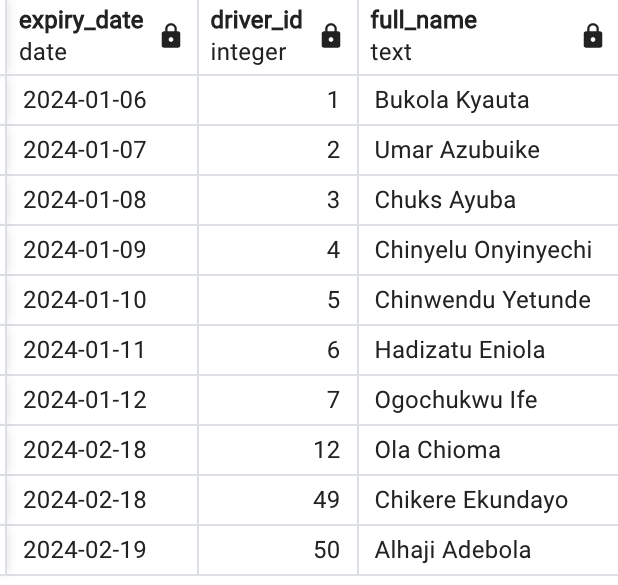 expiry_date driver_id full_name
date integer text
2024-01-06 1 Bukola Kyauta
2024-01-07 2 Umar Azubuike
2024-01-08 3 Chuks Ayuba
2024-01-09 4 Chinyelu Onyinyechi
2024-01-10 5 Chinwendu Yetunde
2024-01-11 6 Hadizatu Eniola
2024-01-12 7 Ogochukwu Ife
2024-02-18 12 Ola Chioma
2024-02-18 49 Chikere Ekundayo
2024-02-19 50 Alhaji Adebola